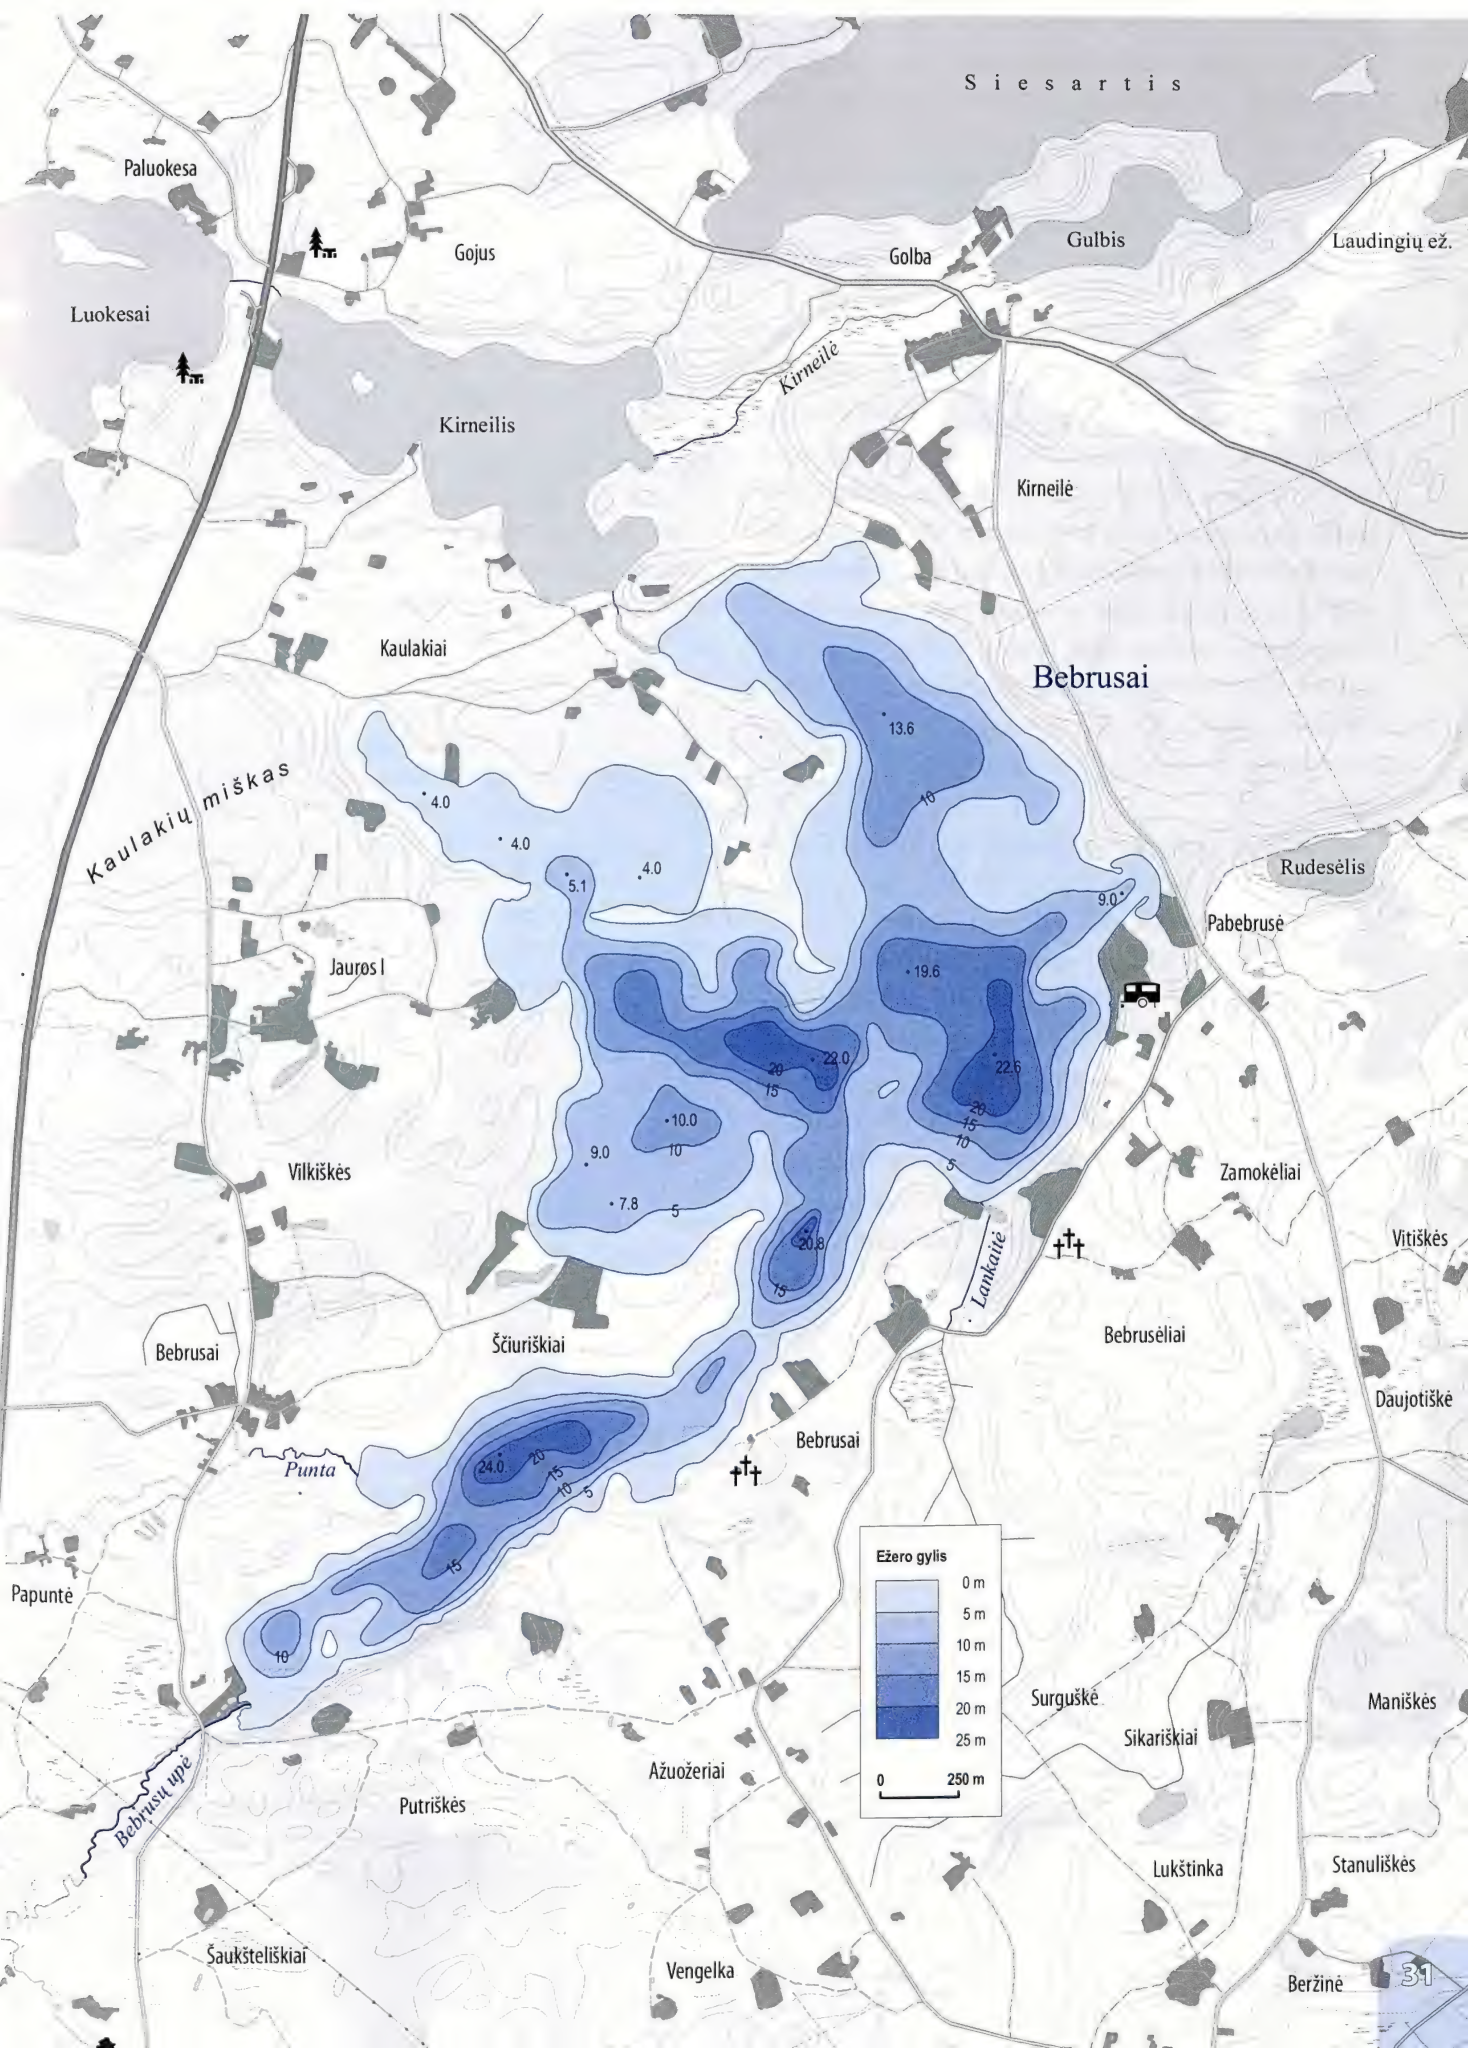 Siesartis
Paluokesa
Gojus
Golba
Gulbis
Laudingių ež.
Luokesai
Kirneilė
Kirneilis
Kirneilė
Kaulakiai
Bebrusai
13.6
10
Kaulakių miškas
4.0
4.0
4.0
5.1
9.0
Rudesėlis
Pabebrusė
Jauros I
19.6
22.0
20
15
22.6
20
15
10
5
10.0
10
9.0
7.8
5
Vilkiškės
Zamokėliai
Vitiškės
20.8
15
Lankaitė
Bebrusai
Ščiuriškiai
Bebrusėliai
Daujotiškė
Punta
24.0
20
15
10
5
Bebrusai
15
10
Papuntė
Ežero gylis
0 m
5 m
10 m
15 m
20 m
25 m
0 250 m
Surguškė
Sikariškiai
Maniškės
Bebrusų upė
Ažuožeriai
Putriškės
Lukštinka
Stanuliškės
Šaukšteliškiai
Vengelka
Beržinė
31